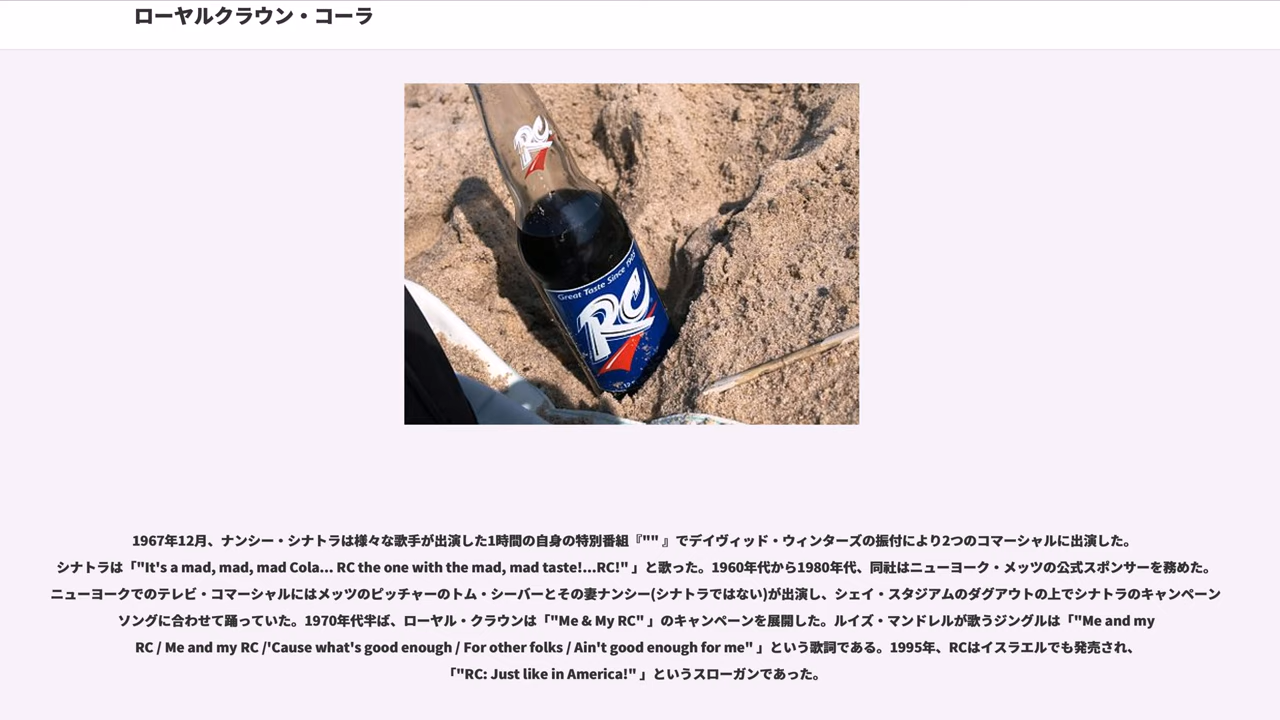 ローヤルクラウン・コーラ
RC
Great Taste Since 1905
RC
1967年12月、ナンシー・シナトラは様々な歌手が出演した1時間の自身の特別番組『"" 』でデイヴィッド・ウィンターズの振付により2つのコマーシャルに出演した。
シナトラは「"It's a mad, mad, mad Cola... RC the one with the mad, mad taste!...RC!" 」と歌った。1960年代から1980年代、同社はニューヨーク・メッツの公式スポンサーを務めた。
ニューヨークでのテレビ・コマーシャルにはメッツのピッチャーのトム・シーバーとその妻ナンシー(シナトラではない)が出演し、シェイ・スタジアムのダグアウトの上でシナトラのキャンペーン
ソングに合わせて踊っていた。1970年代半ば、ローヤル・クラウンは「"Me & My RC" 」のキャンペーンを展開した。ルイズ・マンドレルが歌うジングルは「"Me and my
RC / Me and my RC /'Cause what's good enough / For other folks / Ain't good enough for me" 」という歌詞である。1995年、RCはイスラエルでも発売され、
「"RC: Just like in America!" 」というスローガンであった。